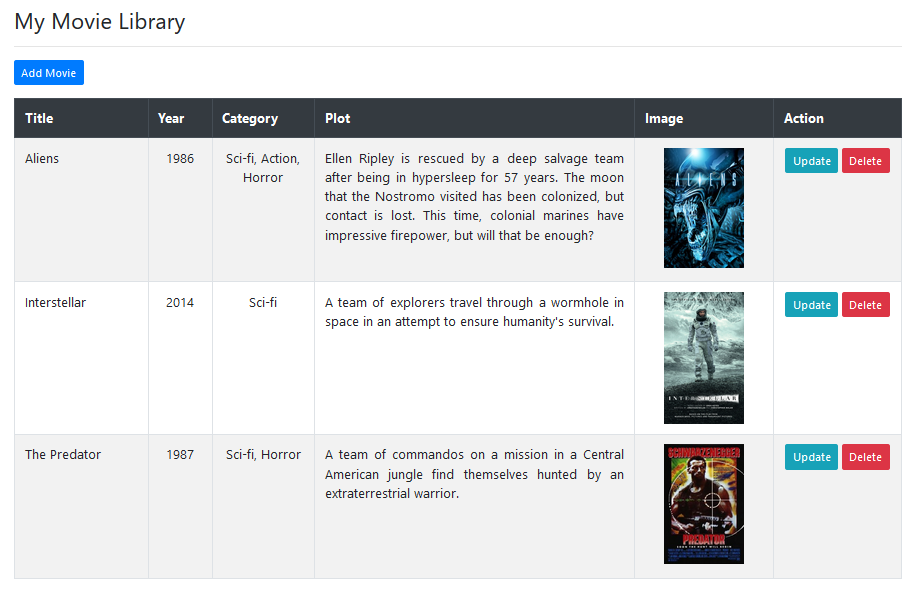 My Movie Library
Add Movie
Title Year Category Plot Image Action
Aliens 1986 Sci-fi, Action, Ellen Ripley is rescued by a deep salvage team Update Delete
Horror after being in hypersleep for 57 years. The moon
that the Nostromo visited has been colonized, but
contact is lost. This time, colonial marines have
impressive firepower, but will that be enough?
ALIENS
Interstellar 2014 Sci-fi A team of explorers travel through a wormhole in Update Delete
space in an attempt to ensure humanity's survival.
INTERSTELLAR
The Predator 1987 Sci-fi, Horror A team of commandos on a mission in a Central Update Delete
American jungle find themselves hunted by an
extraterrestrial warrior.
SCHWARZENEGGER
PREDATOR